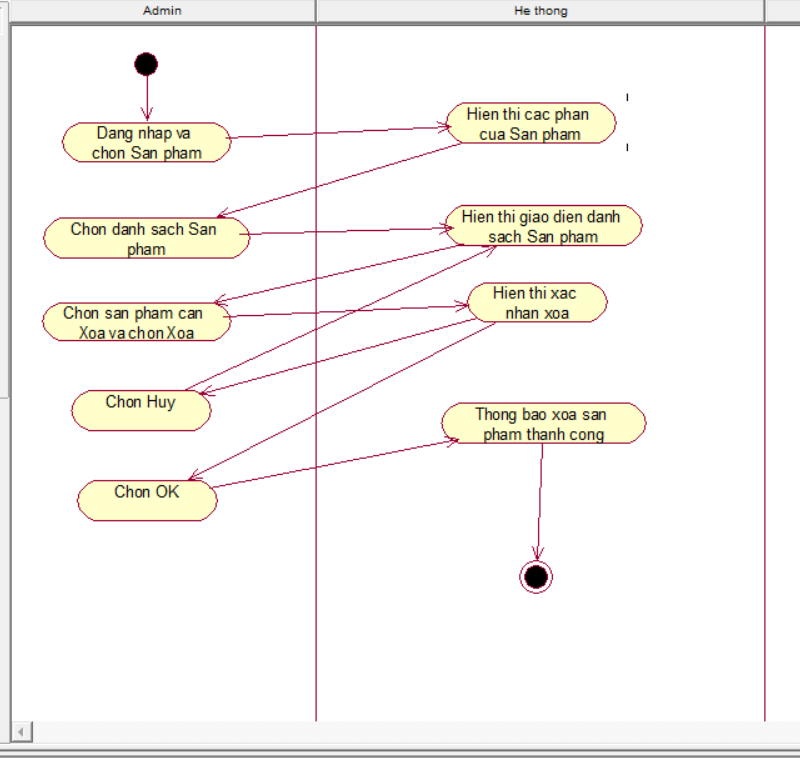 Admin
He thong
Dang nhap va
chon San pham
Hien thi cac phan
cua San pham
Chon danh sach San
pham
Hien thi giao dien danh
sach San pham
Chon san pham can
Xoa va chon Xoa
Hien thi xac
nhan xoa
Chon Huy
Thong bao xoa san
pham thanh cong
Chon OK